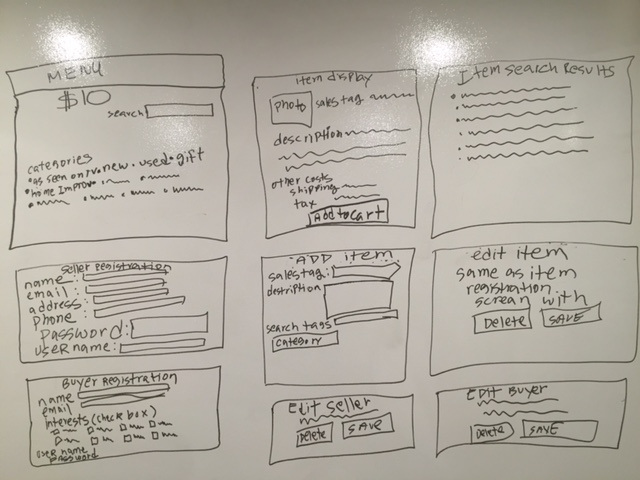 MENU
$10
search
categories
•as seen on tv •new •used •gift
•home Improv•
item display
photo
sales tag
description
other costs
shipping
tax
Add to cart
Item search Results
Seller Registration
name:
email:
address:
phone:
password:
useRname:
ADD item
sales tag:
destription
search tags
category
edit item
same as item
registration
screan with
Delete
SAVE
Buyer Registration
name
email
interests (check box)
user name
password
Edit Seller
Delete
SAVE
EDIT BUYER
Delete
SAVE